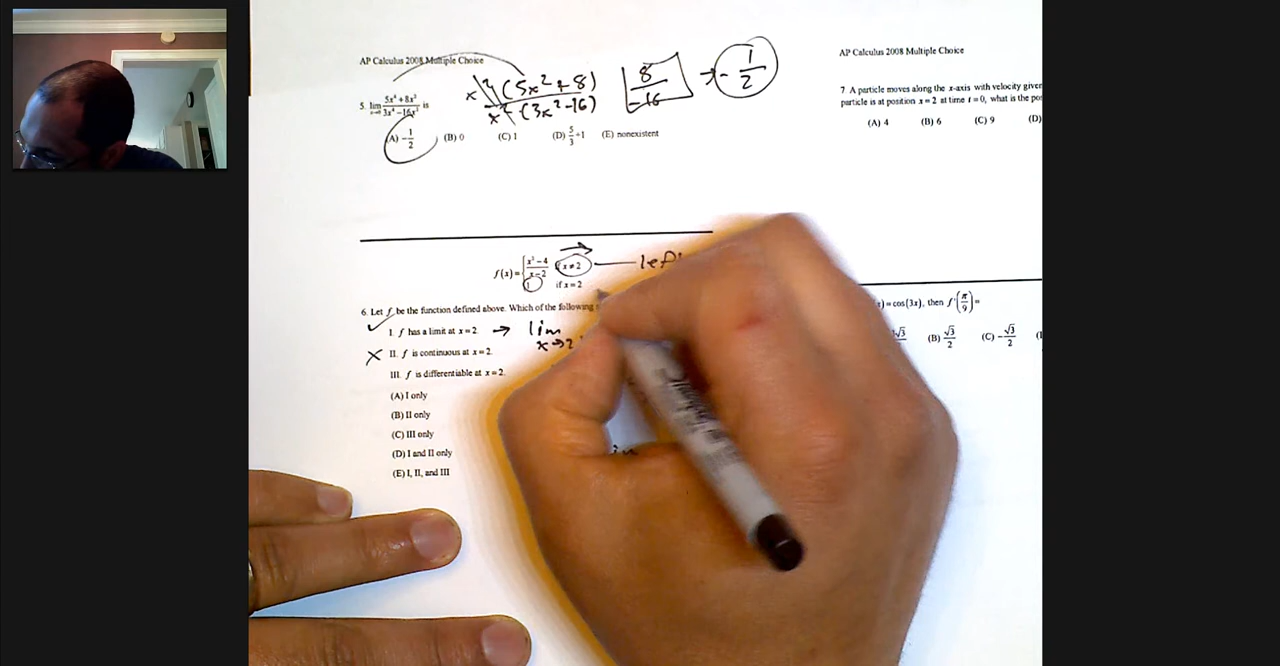 AP Calculus 2008 Multiple Choice
5. lim 5x⁴+8x² / 3x⁴−16x² is
x²(5x²+8) / x²(3x²-16)
8 / -16 → - 1/2
(A) −1/2 (B) 0 (C) 1 (D) 5/3+1 (E) nonexistent
f(x)={ x²−4 / x−2 if x≠2
1 if x=2
left
6. Let f be the function defined above. Which of the following
I. f has a limit at x=2. → lim x→2
II. f is continuous at x=2.
III. f is differentiable at x=2.
(A) I only
(B) II only
(C) III only
(D) I and II only
(E) I, II, and III
AP Calculus 2008 Multiple Choice
7 A particle moves along the x-axis with velocity give
particle is at position x=2 at time t=0, what is the po
(A) 4 (B) 6 (C) 9 (D)
)=cos(3x), then f'(π/9)=
√3/2 (B) √3/2 (C) −√3/2